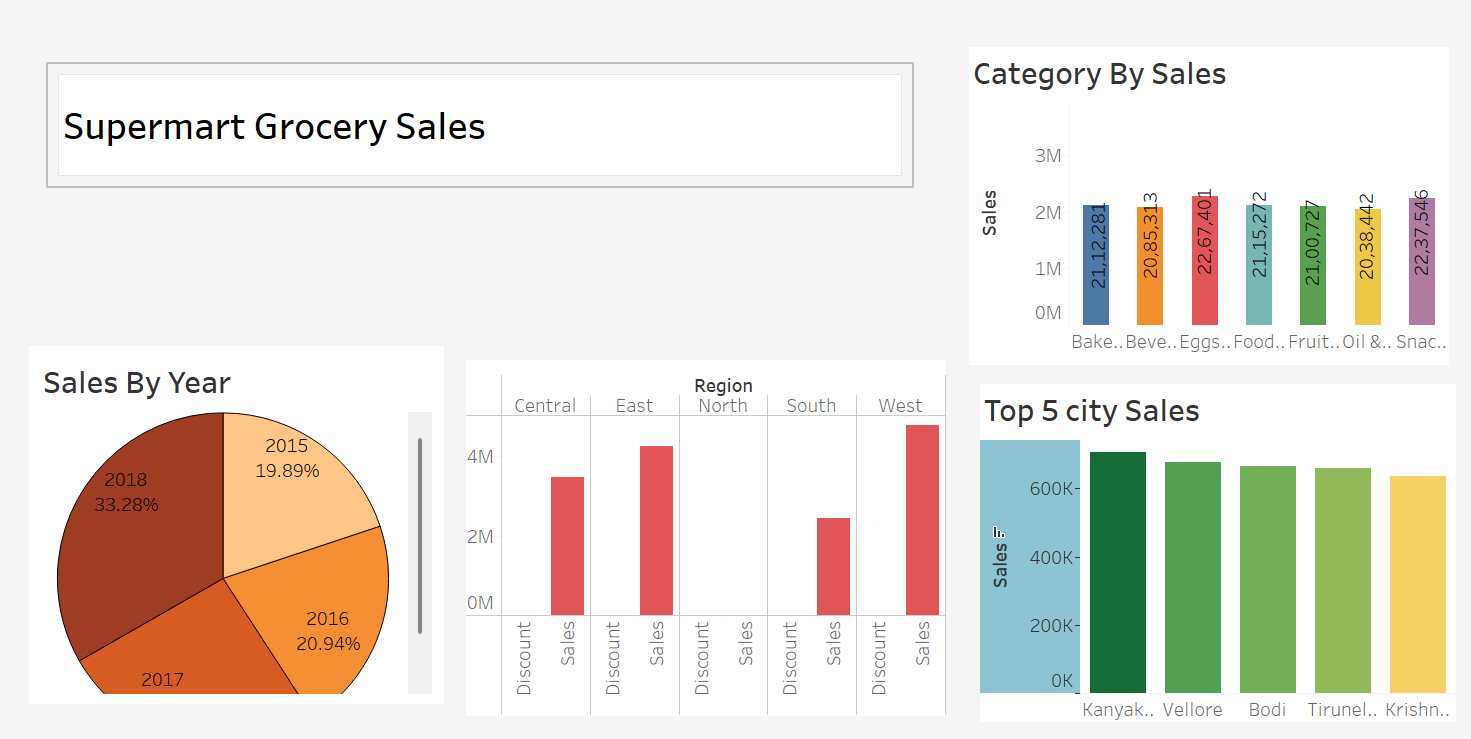 Supermart Grocery Sales
Category By Sales
Sales
3M
2M
1M
0M
21,12,281
20,85,313
22,67,401
21,15,272
21,00,727
20,38,442
22,37,546
Bake.. Beve.. Eggs.. Food.. Fruit.. Oil &.. Snac..
Sales By Year
2015
19.89%
2018
33.28%
2016
20.94%
2017
Region
Central East North South West
4M
2M
0M
Discount Sales Discount Sales Discount Sales Discount Sales Discount Sales
Top 5 city Sales
Sales
600K
400K
200K
0K
Kanyak.. Vellore Bodi Tirunel.. Krishn..